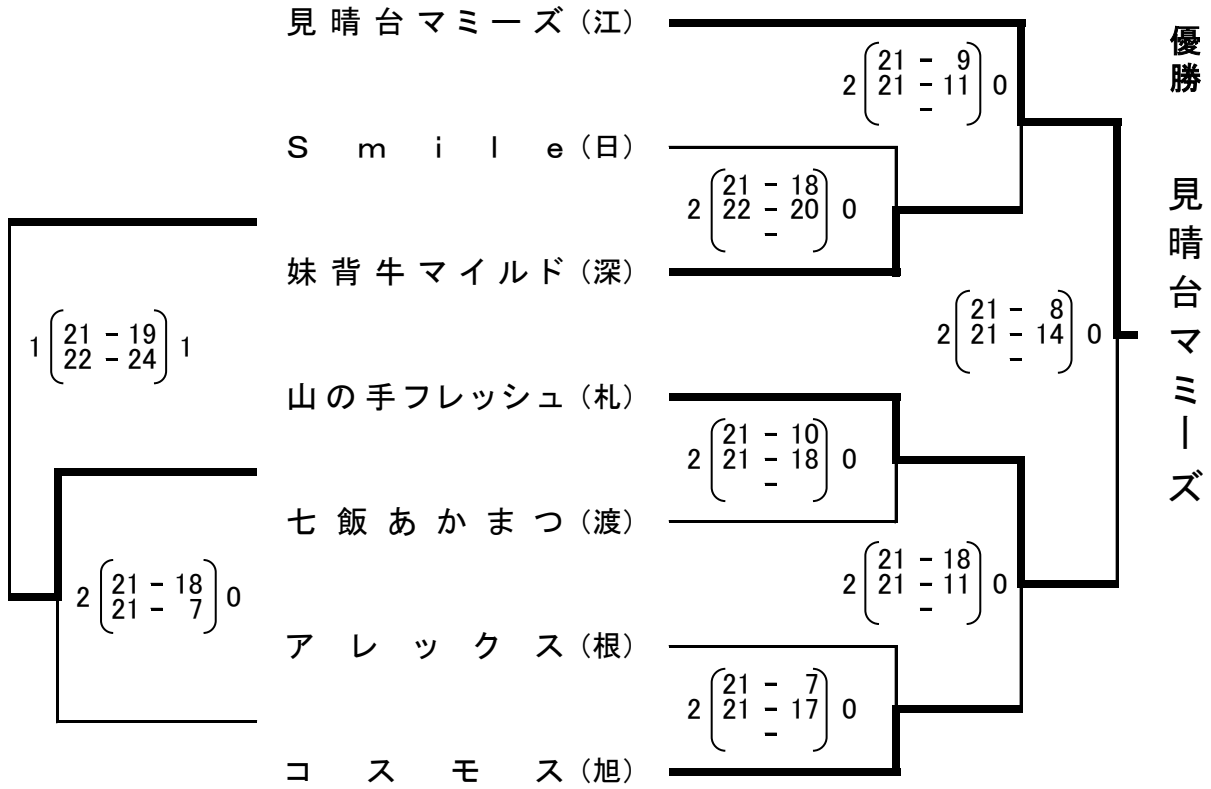 見晴台マミーズ（江）
優勝
見晴台マミーズ
2 21 - 9 0
21 - 11
-
Ｓｍｉｌｅ（日）
2 21 - 18 0
22 - 20
-
妹背牛マイルド（深）
1 21 - 19 1
22 - 24
2 21 - 8 0
21 - 14
-
山の手フレッシュ（札）
2 21 - 10 0
21 - 18
-
七飯あかまつ（渡）
2 21 - 18 0
21 - 7
2 21 - 18 0
21 - 11
-
アレックス（根）
2 21 - 7 0
21 - 17
-
コスモス（旭）